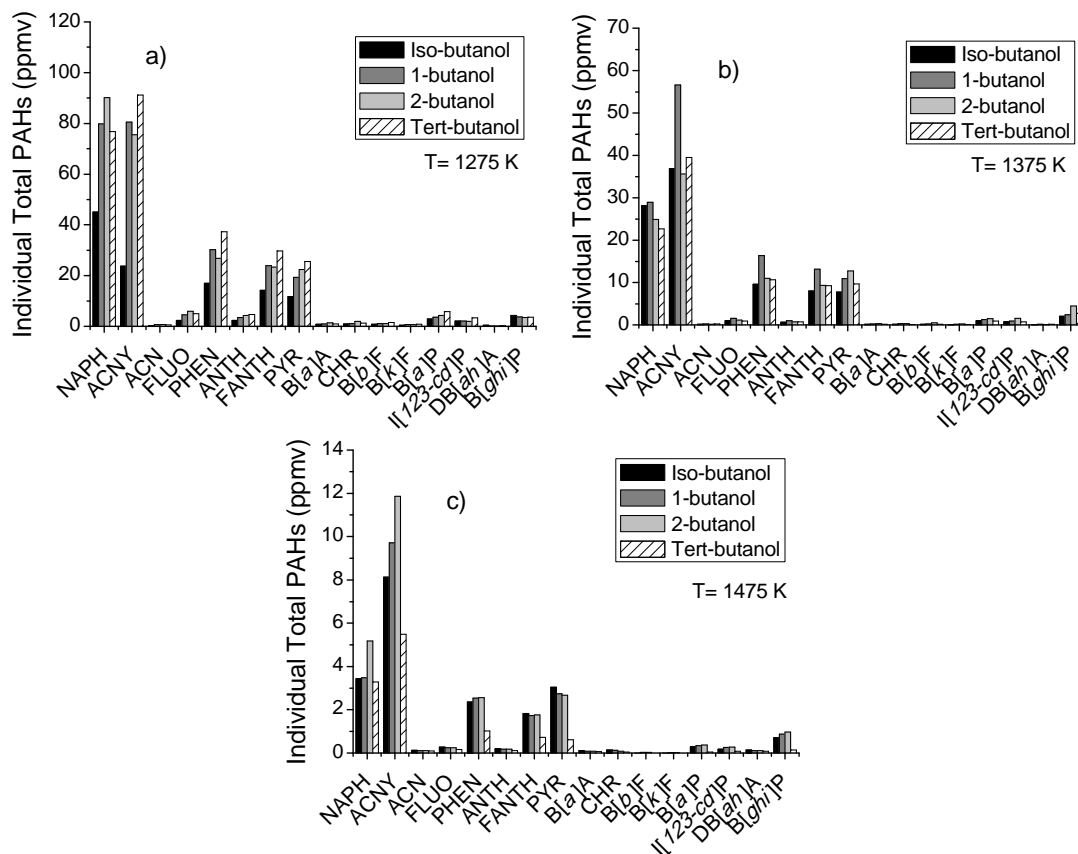 a)
Individual Total PAHs (ppmv)
120
100
80
60
40
20
0
Iso-butanol
1-butanol
2-butanol
Tert-butanol
T= 1275 K
NAPH
ACNY
ACN
FLUO
PHEN
ANTH
FANTH
PYR
B[a]A
CHR
B[b]F
B[k]F
B[a]P
I[123-cd]P
DB[ah]A
B[ghi]P
b)
Individual Total PAHs (ppmv)
70
60
50
40
30
20
10
0
Iso-butanol
1-butanol
2-butanol
Tert-butanol
T= 1375 K
NAPH
ACNY
ACN
FLUO
PHEN
ANTH
FANTH
PYR
B[a]A
CHR
B[b]F
B[k]F
B[a]P
I[123-cd]P
DB[ah]A
B[ghi]P
c)
Individual Total PAHs (ppmv)
14
12
10
8
6
4
2
0
Iso-butanol
1-butanol
2-butanol
Tert-butanol
T= 1475 K
NAPH
ACNY
ACN
FLUO
PHEN
ANTH
FANTH
PYR
B[a]A
CHR
B[b]F
B[k]F
B[a]P
I[123-cd]P
DB[ah]A
B[ghi]P